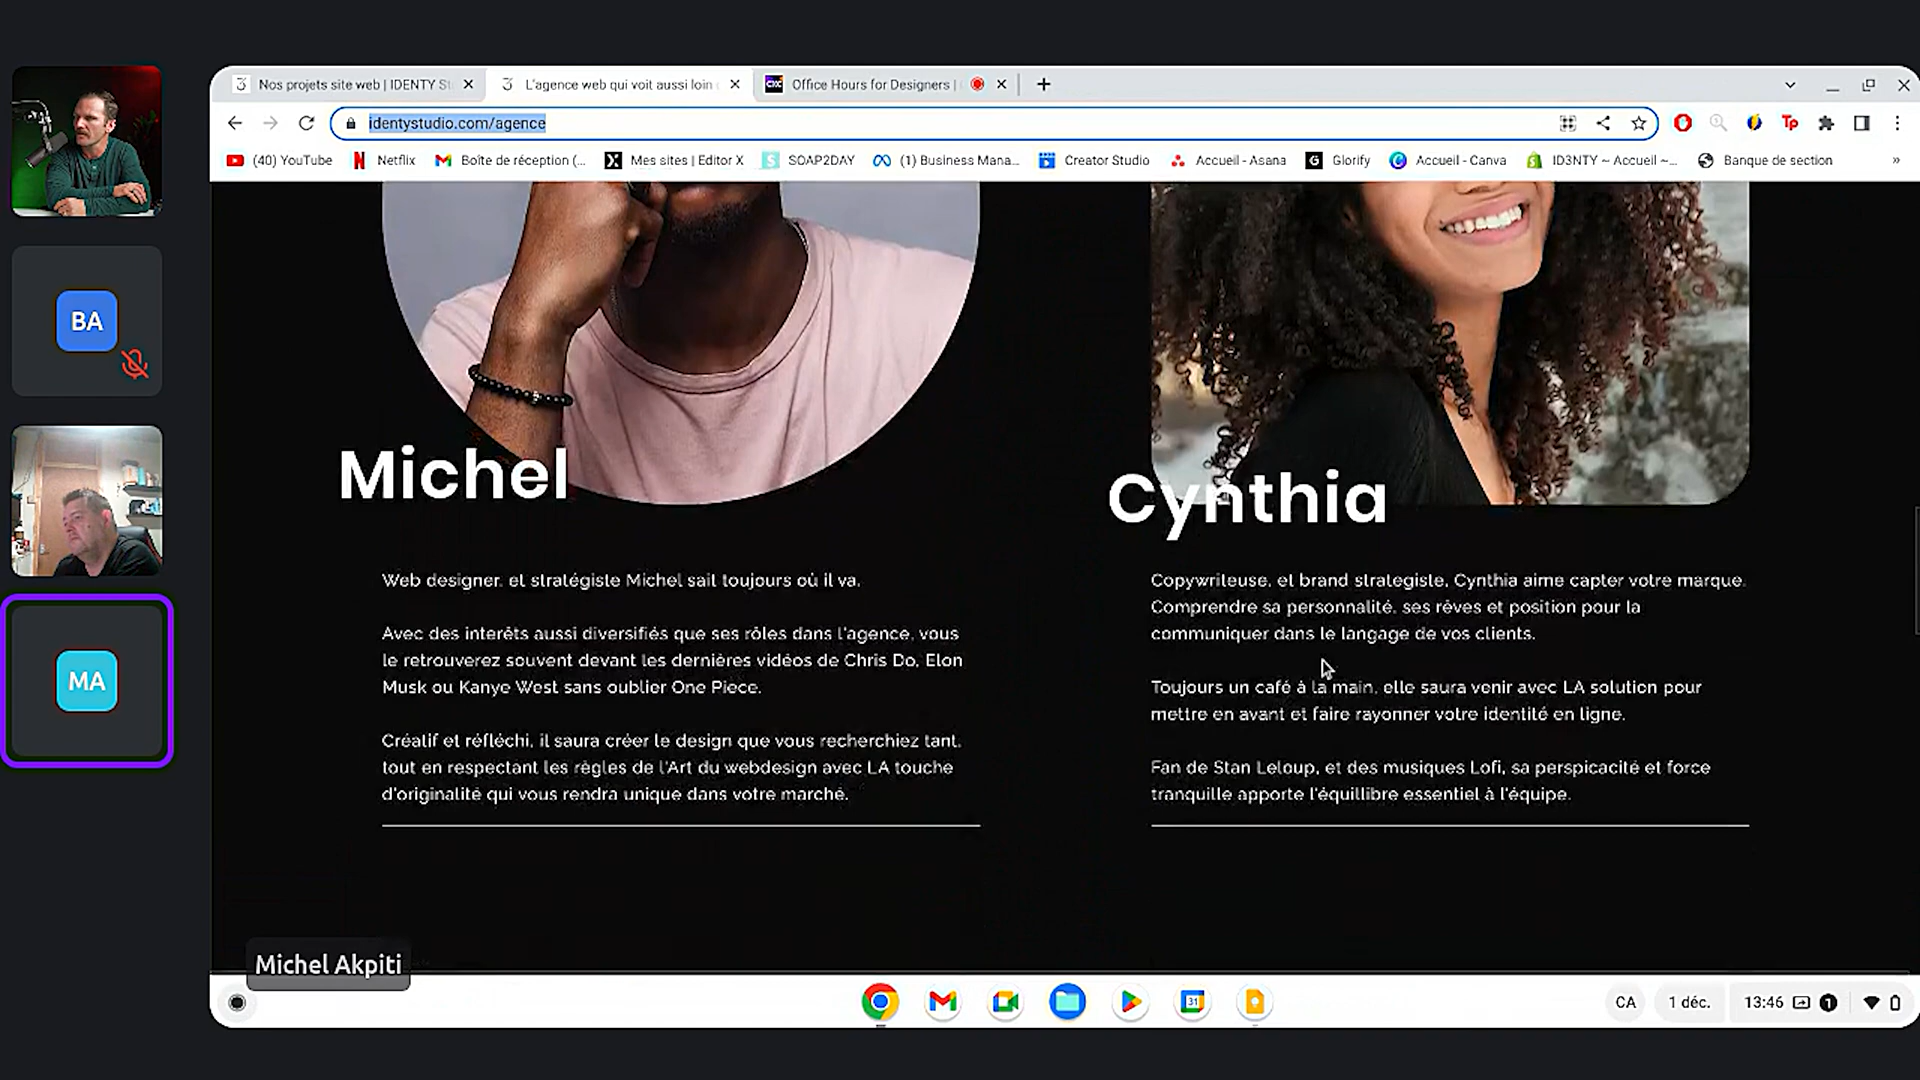 Nos projets site web | IDENTY St
L'agence web qui voit aussi loin
Office Hours for Designers |
identystudio.com/agence
(40) YouTube
Netflix
Boîte de réception (...
Mes sites | Editor X
SOAP2DAY
(1) Business Mana...
Creator Studio
Accueil - Asana
Glorify
Accueil - Canva
ID3NTY ~ Accueil ~...
Banque de section
»
BA
MA
Michel
Web designer, et stratégiste Michel sait toujours où il va.
Avec des interêts aussi diversifiés que ses rôles dans l'agence, vous
le retrouverez souvent devant les dernières vidéos de Chris Do, Elon
Musk ou Kanye West sans oublier One Piece.
Créatif et réfléchi, il saura créer le design que vous recherchiez tant,
tout en respectant les règles de l'Art du webdesign avec LA touche
d'originalité qui vous rendra unique dans votre marché.
Cynthia
Copywriteuse, et brand strategiste, Cynthia aime capter votre marque.
Comprendre sa personnalité, ses rêves et position pour la
communiquer dans le langage de vos clients.
Toujours un café à la main, elle saura venir avec LA solution pour
mettre en avant et faire rayonner votre identité en ligne.
Fan de Stan Leloup, et des musiques Lofi, sa perspicacité et force
tranquille apporte l'équillibre essentiel à l'équipe.
Michel Akpiti
31
CA
1 déc.
13:46
1